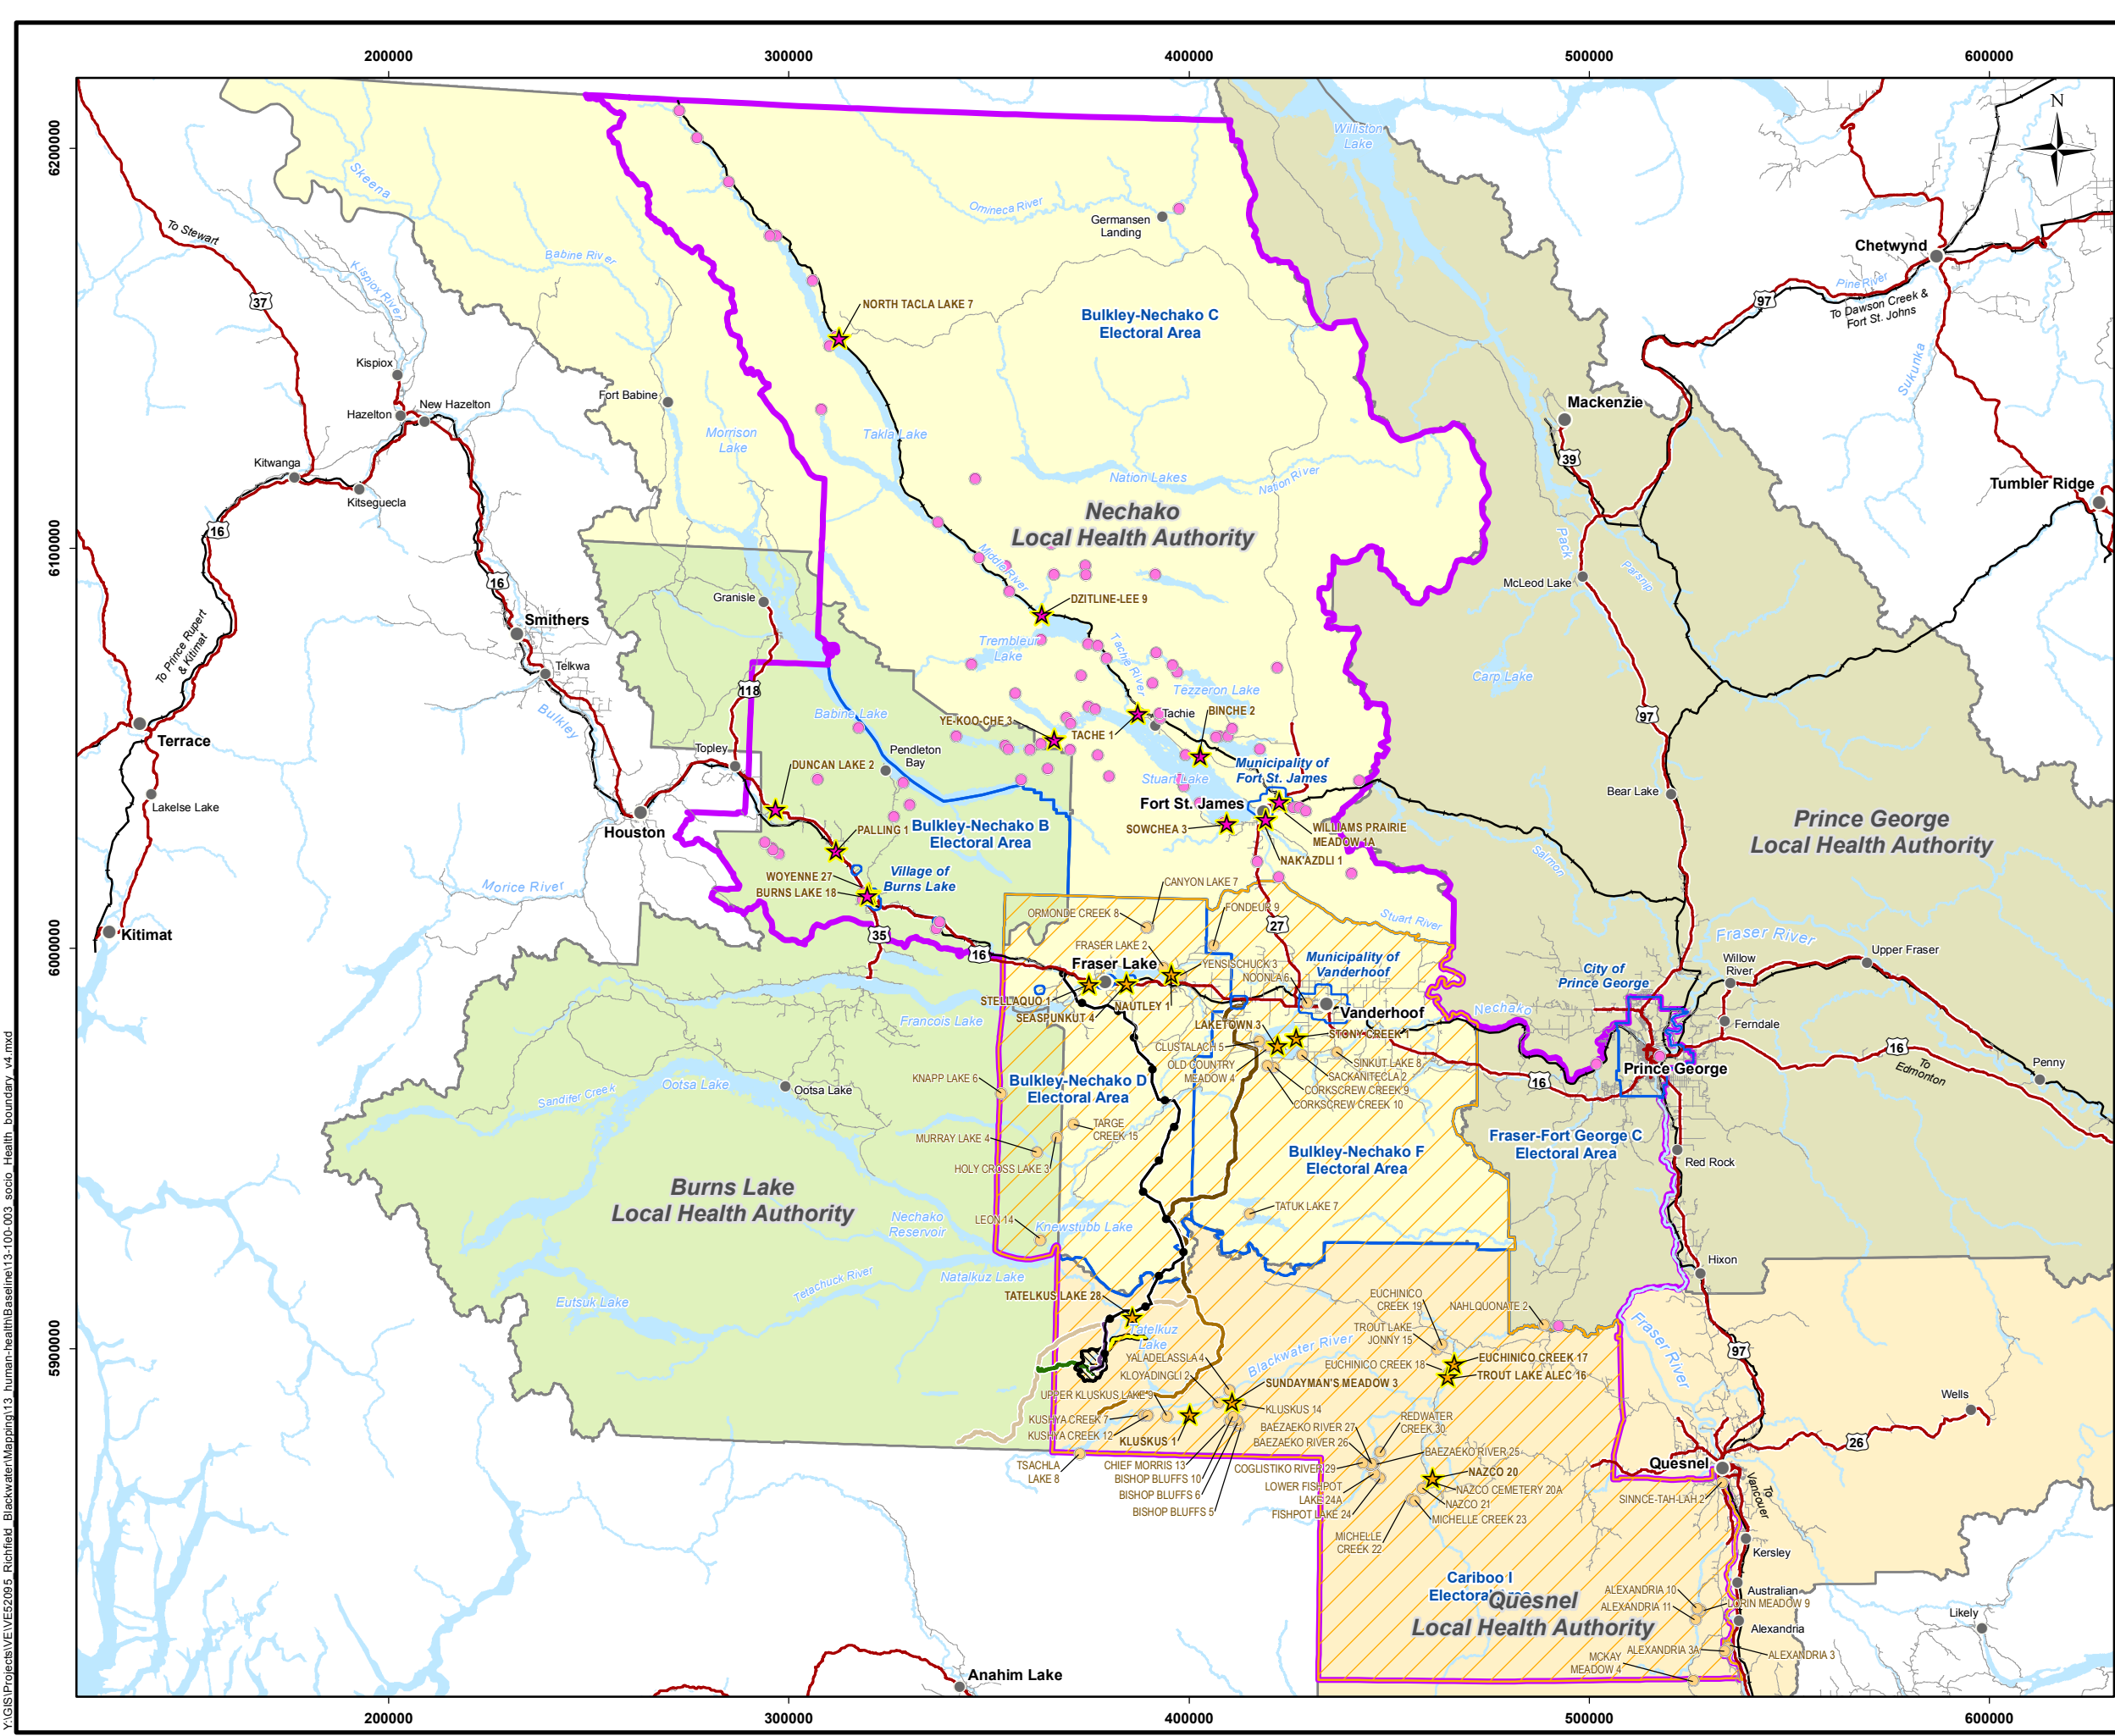 200000
300000
400000
500000
600000
6200000
6100000
6000000
5900000
N
Williston
Lake
Skeena
To Stewart
Kispiox River
Babine River
Omineca River
Germansen
Landing
Chetwynd
37
97
Pine River
To Dawson Creek &
Fort St. Johns
NORTH TACLA LAKE 7
Bulkley-Nechako C
Electoral Area
Sukunka
Kispiox
Hazelton
New Hazelton
Fort Babine
Morrison
Lake
Takla Lake
Mackenzie
39
Kitwanga
Kitseguecla
Nation Lakes
Nation River
Tumbler Ridge
16
Nechako
Local Health Authority
Middle River
Pack
Parsnip
McLeod Lake
16
Granisle
DZITLINE-LEE 9
Smithers
Telkwa
To Prince Rupert
& Kitimat
Trembleur
Lake
Tache River
Tezzeron Lake
Carp Lake
118
Bulkley
Babine Lake
YE-KOO-CHE 3
TACHE 1
Tachie
BINCHE 2
97
Terrace
Topley
Pendleton
Bay
DUNCAN LAKE 2
Stuart Lake
Municipality of
Fort St. James
Lakelse Lake
Houston
Fort St. James
Bear Lake
PALLING 1
Bulkley-Nechako B
Electoral Area
SOWCHEA 3
WILLIAMS PRAIRIE
MEADOW 1A
NAK'AZDLI 1
Salmon
Prince George
Local Health Authority
WOYENNE 27
BURNS LAKE 18
Village of
Burns Lake
Morice River
CANYON LAKE 7
ORMONDE CREEK 8
FONDEUR 9
Stuart River
Kitimat
35
16
27
FRASER LAKE 2
Fraser Lake
YENSISCHUCK 3
NOONLA 6
Municipality of
Vanderhoof
Fraser River
Upper Fraser
Willow
River
City of
Prince George
STELLAQUO 1
SEASPUNKUT 4
NAUTLEY 1
Vanderhoof
Nechako
Ferndale
Francois Lake
LAKETOWN 3
STONY CREEK 1
CLUSTALACH 5
OLD COUNTRY
MEADOW 4
SINKUT LAKE 8
SACKANITECLA 2
CORKSCREW CREEK 9
CORKSCREW CREEK 10
16
Prince George
16
To
Edmonton
Penny
Ootsa Lake
Ootsa Lake
Sandifer Creek
KNAPP LAKE 6
Bulkley-Nechako D
Electoral Area
TARGE
CREEK 15
MURRAY LAKE 4
HOLY CROSS LAKE 3
Bulkley-Nechako F
Electoral Area
Fraser-Fort George C
Electoral Area
Red Rock
Burns Lake
Local Health Authority
Nechako
Reservoir
LEON 14
Knewstubb Lake
TATUK LAKE 7
Hixon
Natalkuz Lake
Tetachuck River
Eutsuk Lake
TATELKUS LAKE 28
Tatelkuz
Lake
EUCHINICO
CREEK 19
NAHLQUONATE 2
TROUT LAKE
JONNY 15
Blackwater River
Fraser River
97
YALADELASSLA 4
KLOYADINGLI 2
EUCHINICO CREEK 18
EUCHINICO CREEK 17
TROUT LAKE ALEC 16
UPPER KLUSKUS LAKE 9
SUNDAYMAN'S MEADOW 3
KLUSKUS 14
KUSHYA CREEK 7
KUSHYA CREEK 12
KLUSKUS 1
REDWATER
CREEK 30
BAEZAEKO RIVER 27
BAEZAEKO RIVER 26
BAEZAEKO RIVER 25
Wells
26
TSACHLA
LAKE 8
CHIEF MORRIS 13
BISHOP BLUFFS 10
BISHOP BLUFFS 6
BISHOP BLUFFS 5
COGLISTIKO RIVER 29
LOWER FISHPOT
LAKE 24A
FISHPOT LAKE 24
NAZCO 20
NAZCO CEMETERY 20A
NAZCO 21
MICHELLE CREEK 23
MICHELLE
CREEK 22
Quesnel
SINNCE-TAH-LAH 2
To
Vancouer
Kersley
Cariboo I
Electoral Area
Quesnel
Local Health Authority
ALEXANDRIA 10
ALEXANDRIA 11
Australian
LORIN MEADOW 9
Alexandria
ALEXANDRIA 3A
ALEXANDRIA 3
MCKAY
MEADOW 4
Likely
Anahim Lake
200000
300000
400000
500000
600000
Y:\GIS\Projects\VE\VE52095_Richfield_Blackwater\Mapping\13_human-health\Baseline\13-100-003_socio_Health_boundary_v4.mxd